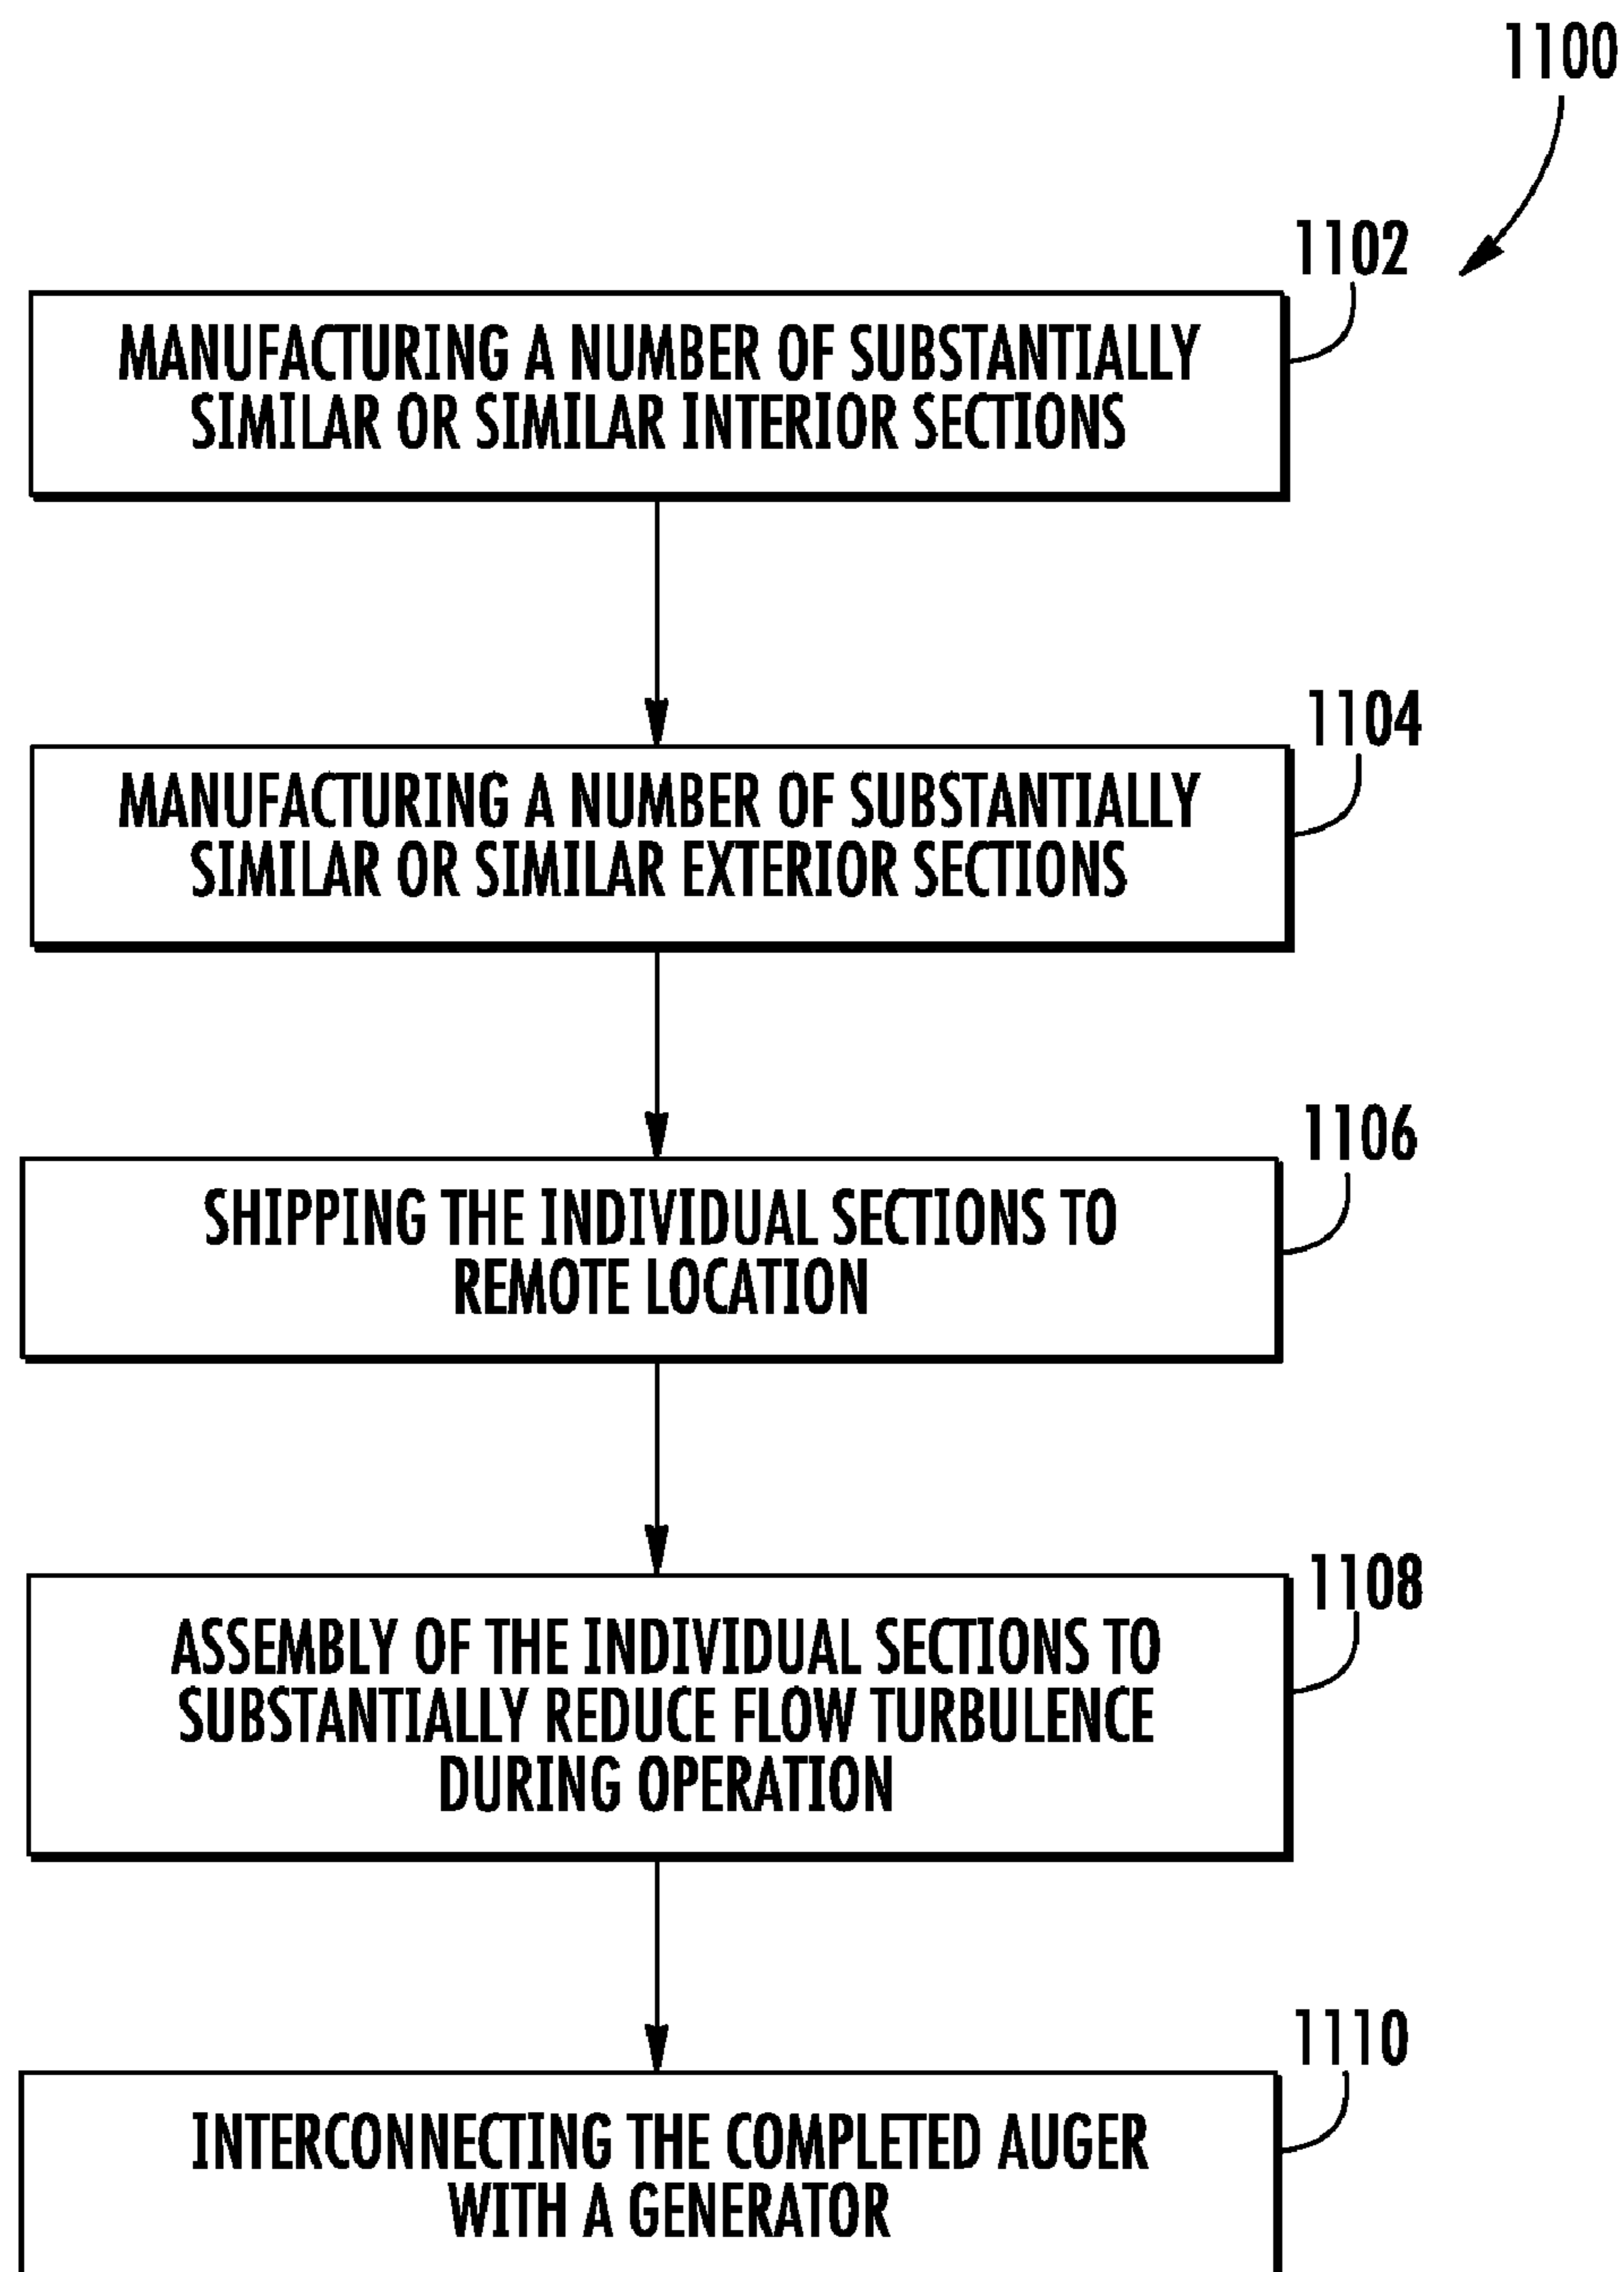 1100
1102
MANUFACTURING A NUMBER OF SUBSTANTIALLY
SIMILAR OR SIMILAR INTERIOR SECTIONS
1104
MANUFACTURING A NUMBER OF SUBSTANTIALLY
SIMILAR OR SIMILAR EXTERIOR SECTIONS
1106
SHIPPING THE INDIVIDUAL SECTIONS TO
REMOTE LOCATION
1108
ASSEMBLY OF THE INDIVIDUAL SECTIONS TO
SUBSTANTIALLY REDUCE FLOW TURBULENCE
DURING OPERATION
1110
INTERCONNECTING THE COMPLETED AUGER
WITH A GENERATOR